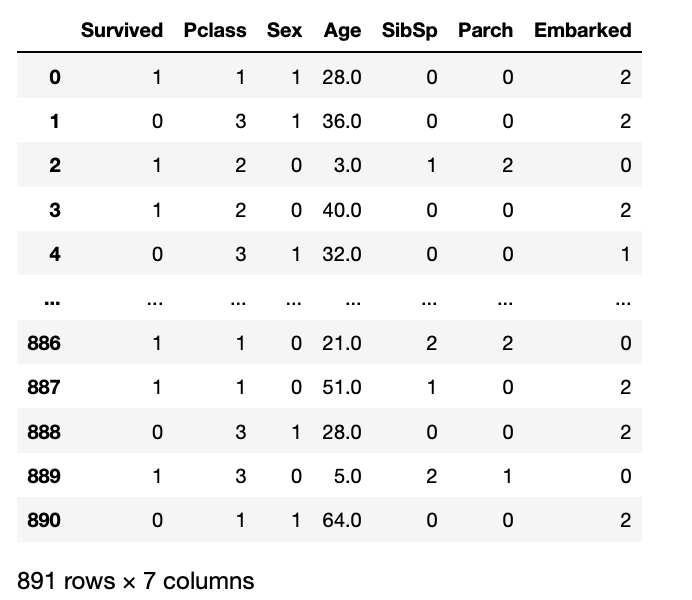 Survived Pclass Sex Age SibSp Parch Embarked
0 1 1 1 28.0 0 0 2
1 0 3 1 36.0 0 0 2
2 1 2 0 3.0 1 2 0
3 1 2 0 40.0 0 0 2
4 0 3 1 32.0 0 0 1
... ... ... ... ... ... ... ...
886 1 1 0 21.0 2 2 0
887 1 1 0 51.0 1 0 2
888 0 3 1 28.0 0 0 2
889 1 3 0 5.0 2 1 0
890 0 1 1 64.0 0 0 2
891 rows × 7 columns